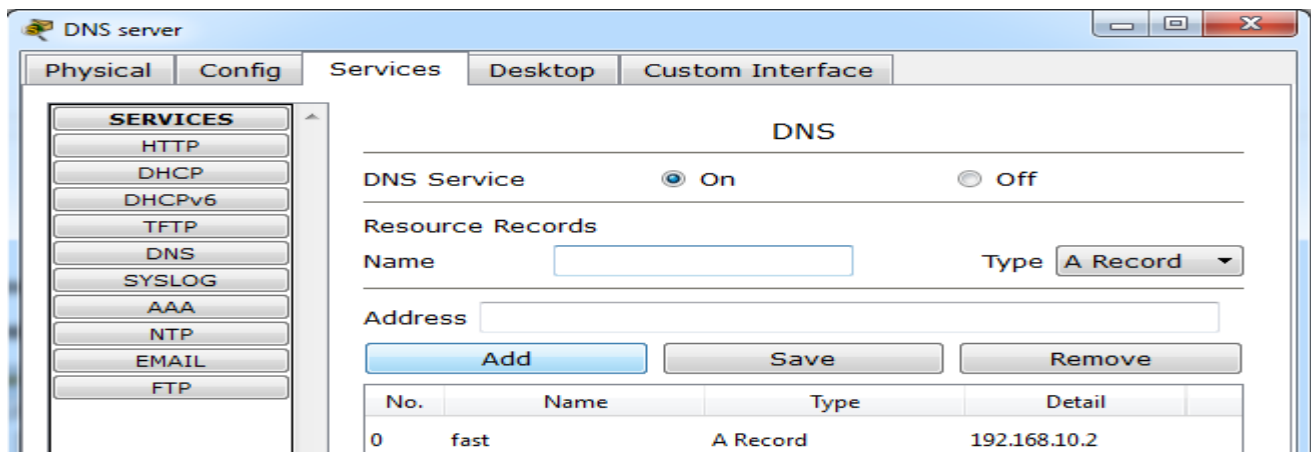 DNS server
Physical Config Services Desktop Custom Interface
SERVICES
HTTP
DHCP
DHCPv6
TFTP
DNS
SYSLOG
AAA
NTP
EMAIL
FTP
DNS
DNS Service On Off
Resource Records
Name Type A Record
Address
Add Save Remove
No. Name Type Detail
0 fast A Record 192.168.10.2